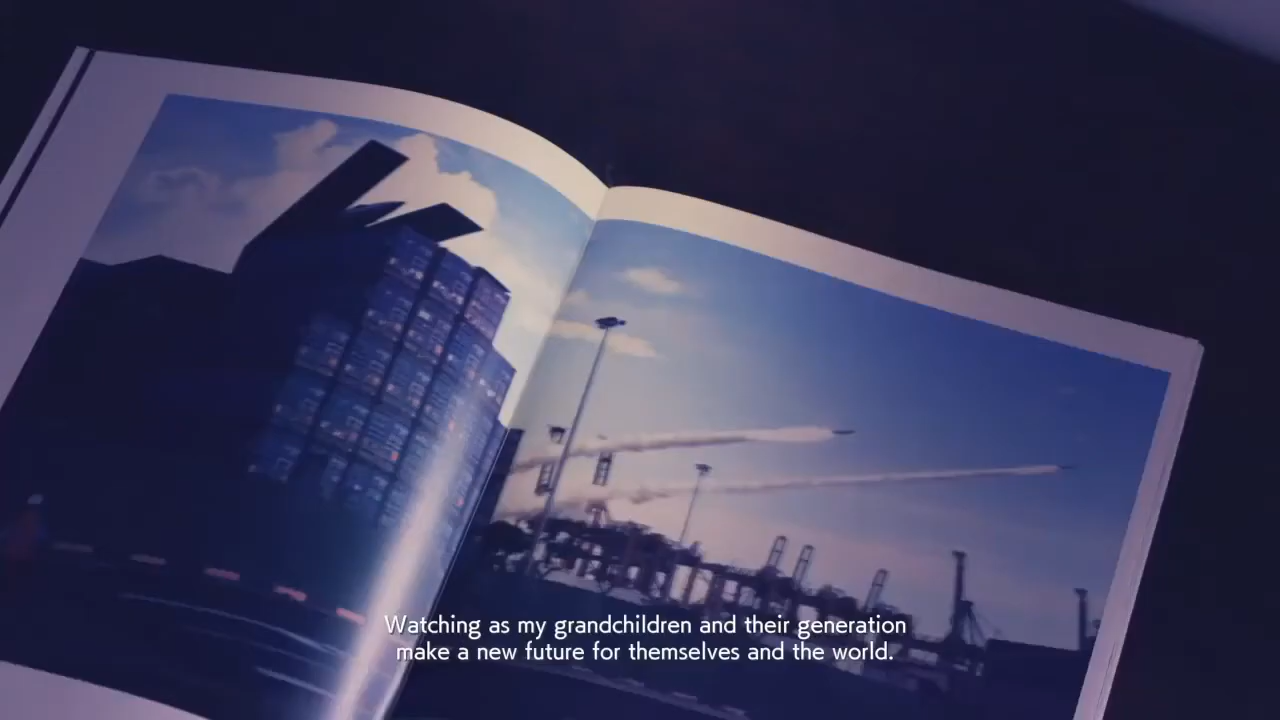 Watching as my grandchildren and their generation
make a new future for themselves and the world.